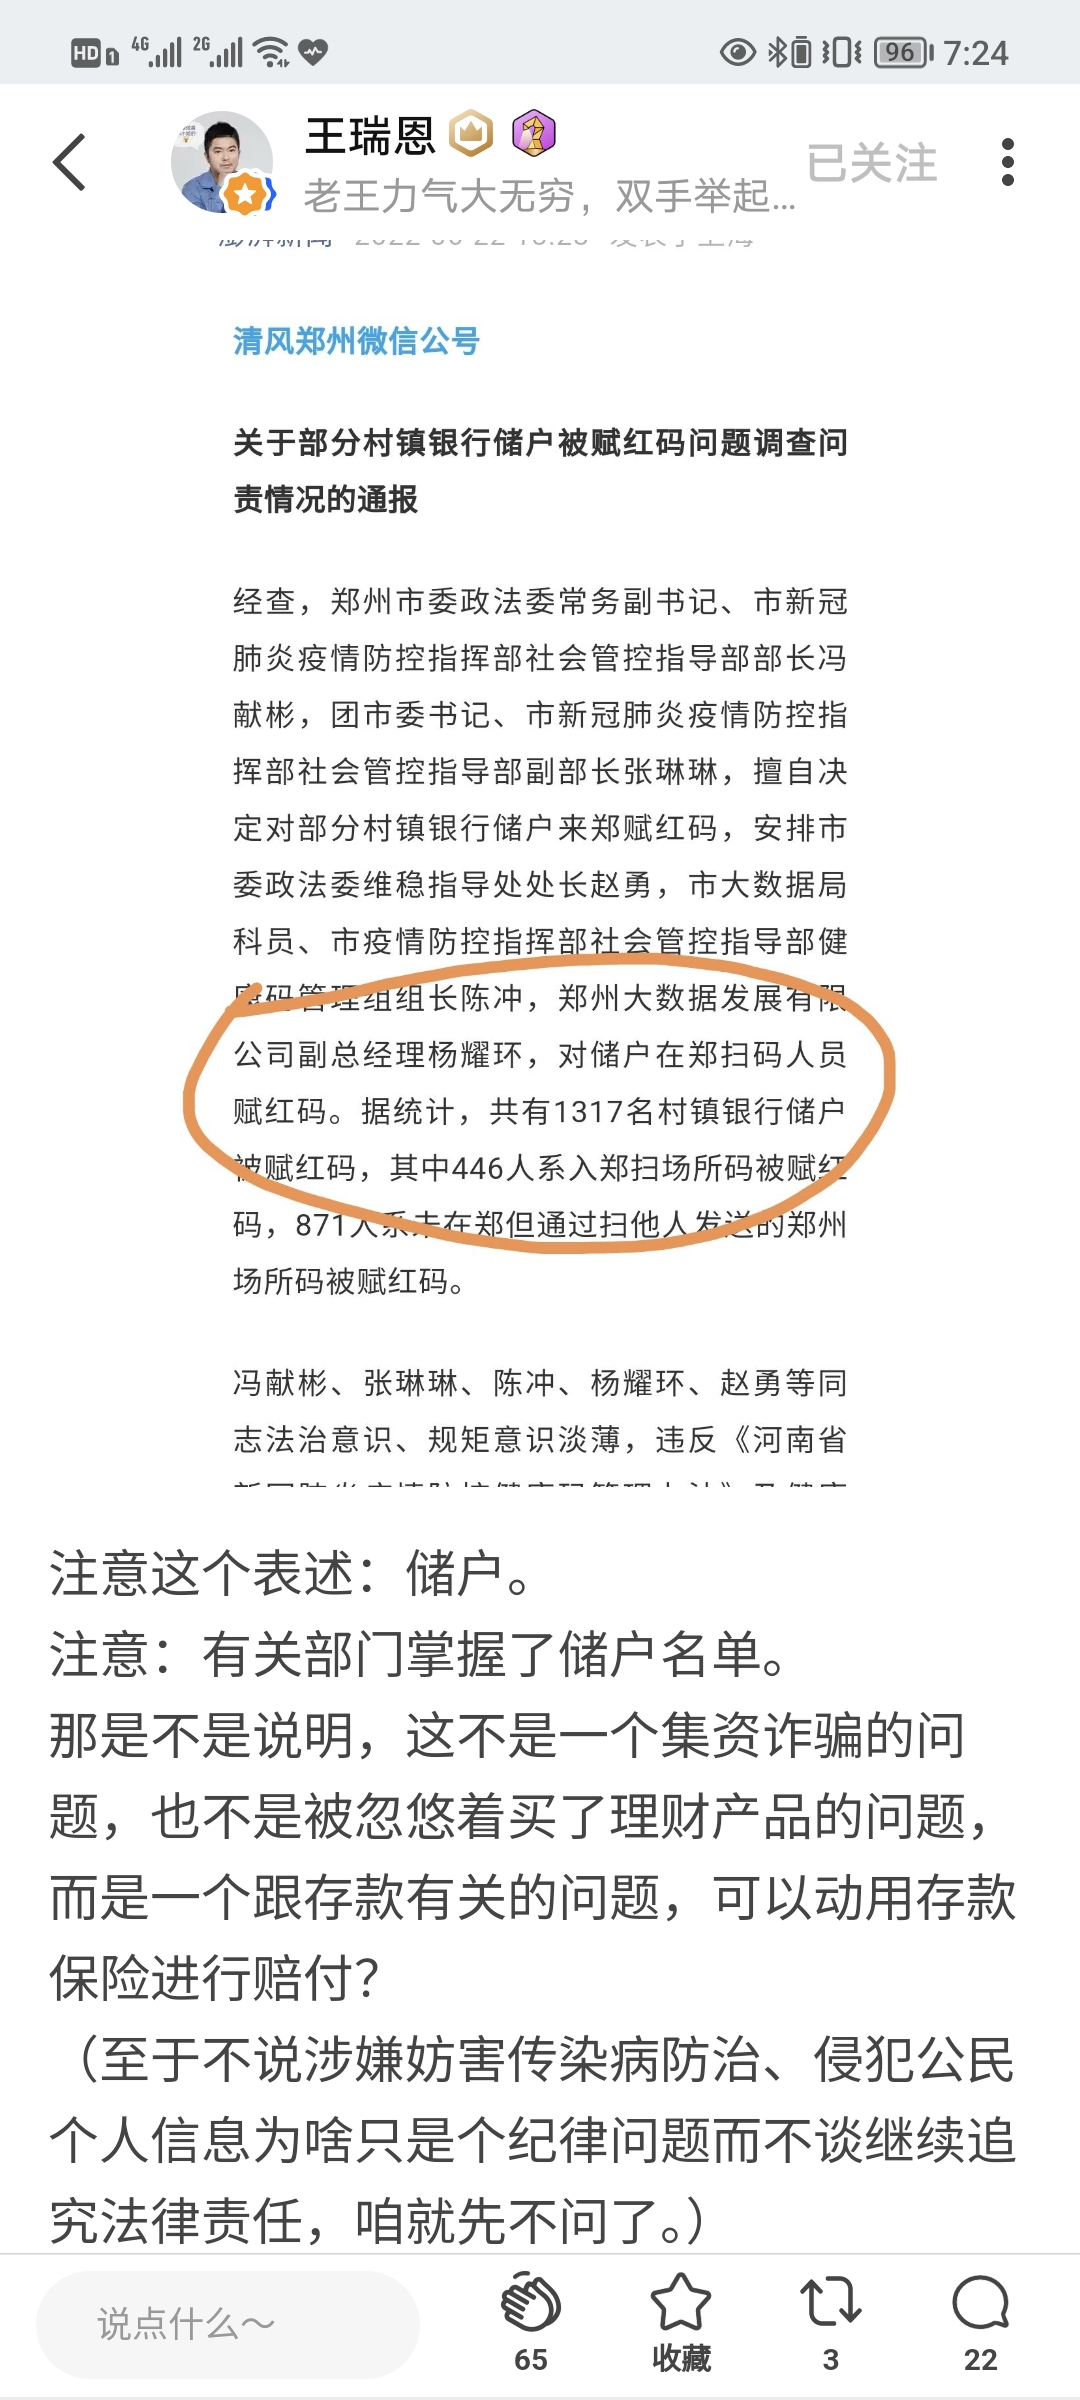 HD 1 4G 2G 96 7:24
王瑞恩
已关注
老王力气大无穷，双手举起...
清风郑州微信公号
关于部分村镇银行储户被赋红码问题调查问
责情况的通报
经查，郑州市委政法委常务副书记、市新冠
肺炎疫情防控指挥部社会管控指导部部长冯
献彬，团市委书记、市新冠肺炎疫情防控指
挥部社会管控指导部副部长张琳琳，擅自决
定对部分村镇银行储户来郑赋红码，安排市
委政法委维稳指导处处长赵勇，市大数据局
科员、市疫情防控指挥部社会管控指导部健
康码管理组组长陈冲，郑州大数据发展有限
公司副总经理杨耀环，对储户在郑扫码人员
赋红码。据统计，共有1317名村镇银行储户
被赋红码，其中446人系入郑扫场所码被赋红
码，871人系未在郑但通过扫他人发送的郑州
场所码被赋红码。
冯献彬、张琳琳、陈冲、杨耀环、赵勇等同
志法治意识、规矩意识淡薄，违反《河南省
注意这个表述：储户。
注意：有关部门掌握了储户名单。
那是不是说明，这不是一个集资诈骗的问
题，也不是被忽悠着买了理财产品的问题，
而是一个跟存款有关的问题，可以动用存款
保险进行赔付？
（至于不说涉嫌妨害传染病防治、侵犯公民
个人信息为啥只是个纪律问题而不谈继续追
究法律责任，咱就先不问了。）
说点什么～
65
收藏
3
22